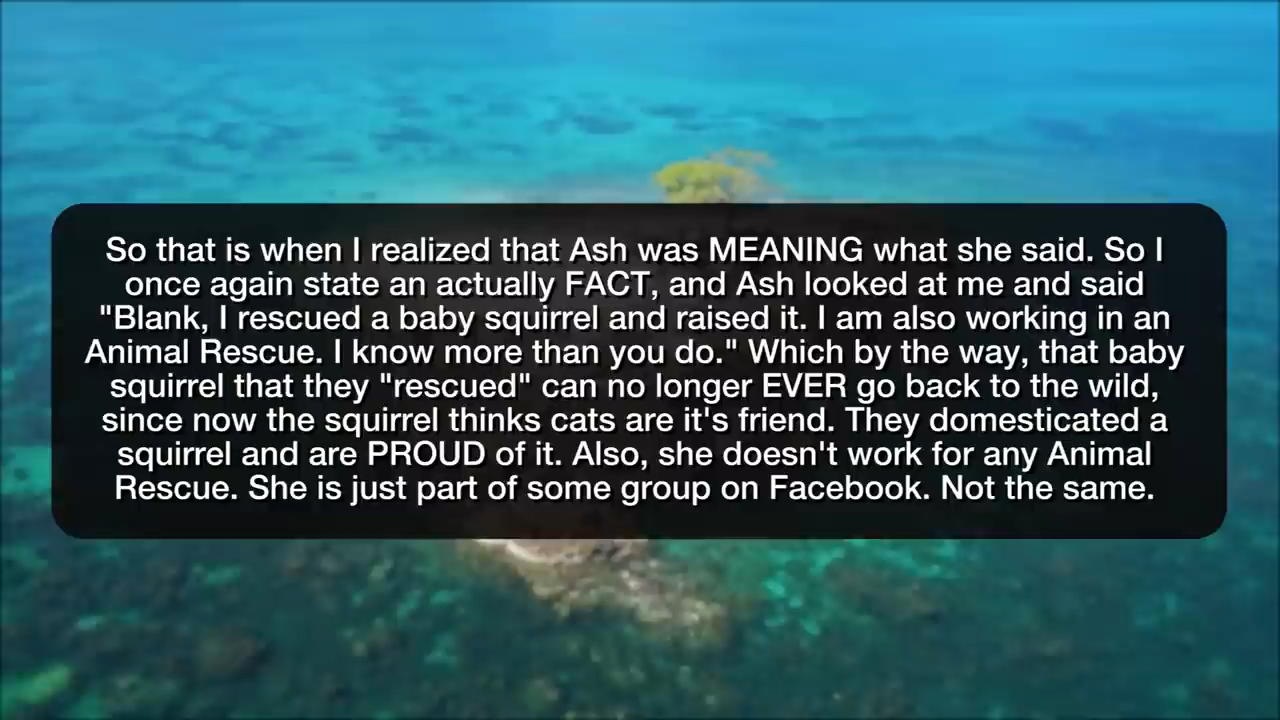 So that is when I realized that Ash was MEANING what she said. So I
once again state an actually FACT, and Ash looked at me and said
"Blank, I rescued a baby squirrel and raised it. I am also working in an
Animal Rescue. I know more than you do." Which by the way, that baby
squirrel that they "rescued" can no longer EVER go back to the wild,
since now the squirrel thinks cats are it's friend. They domesticated a
squirrel and are PROUD of it. Also, she doesn't work for any Animal
Rescue. She is just part of some group on Facebook. Not the same.